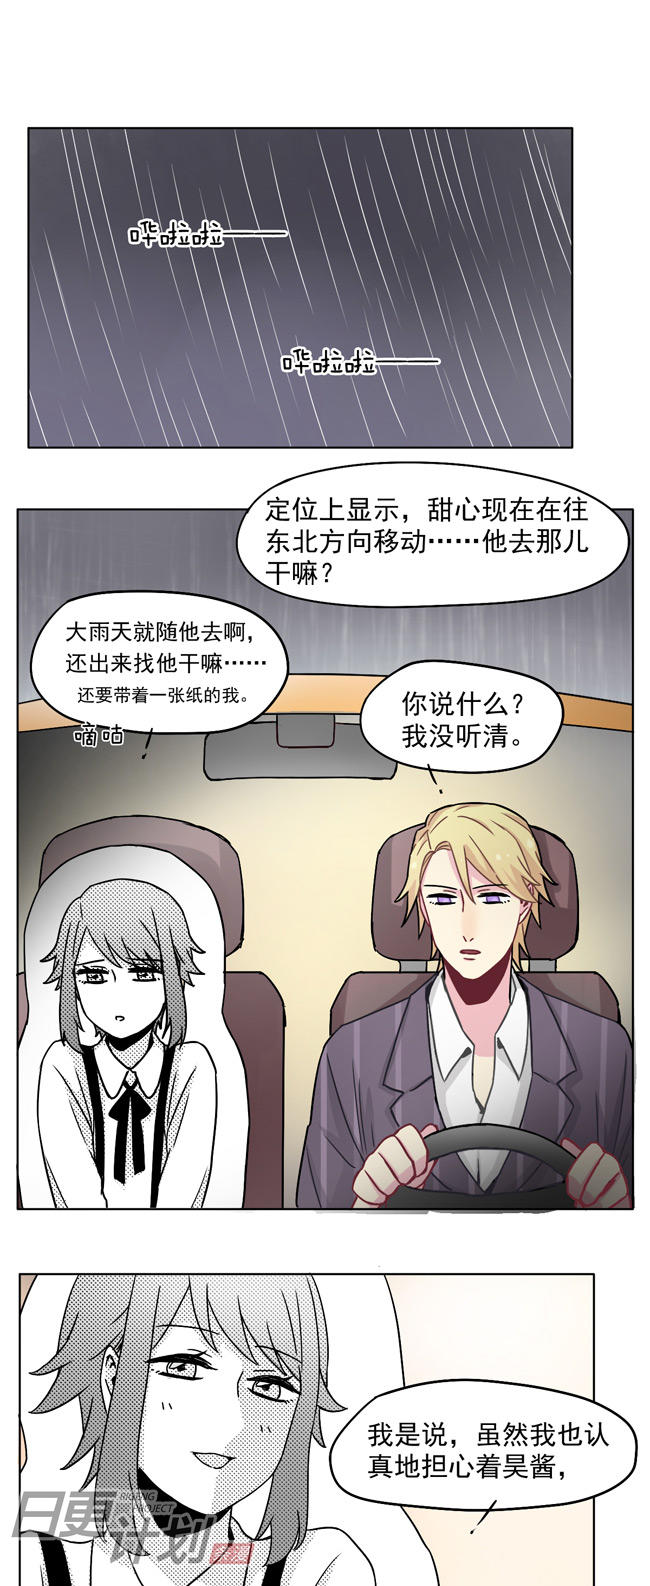 哗啦啦——
哗啦啦——
定位上显示，甜心现在在往
东北方向移动……他去那儿
干嘛？
大雨天就随他去啊，
还出来找他干嘛……
还要带着一张纸的我。
嘀咕
你说什么？
我没听清。
我是说，虽然我也认
真地担心着昊酱，
日更计划
RIGENG
PROJECT